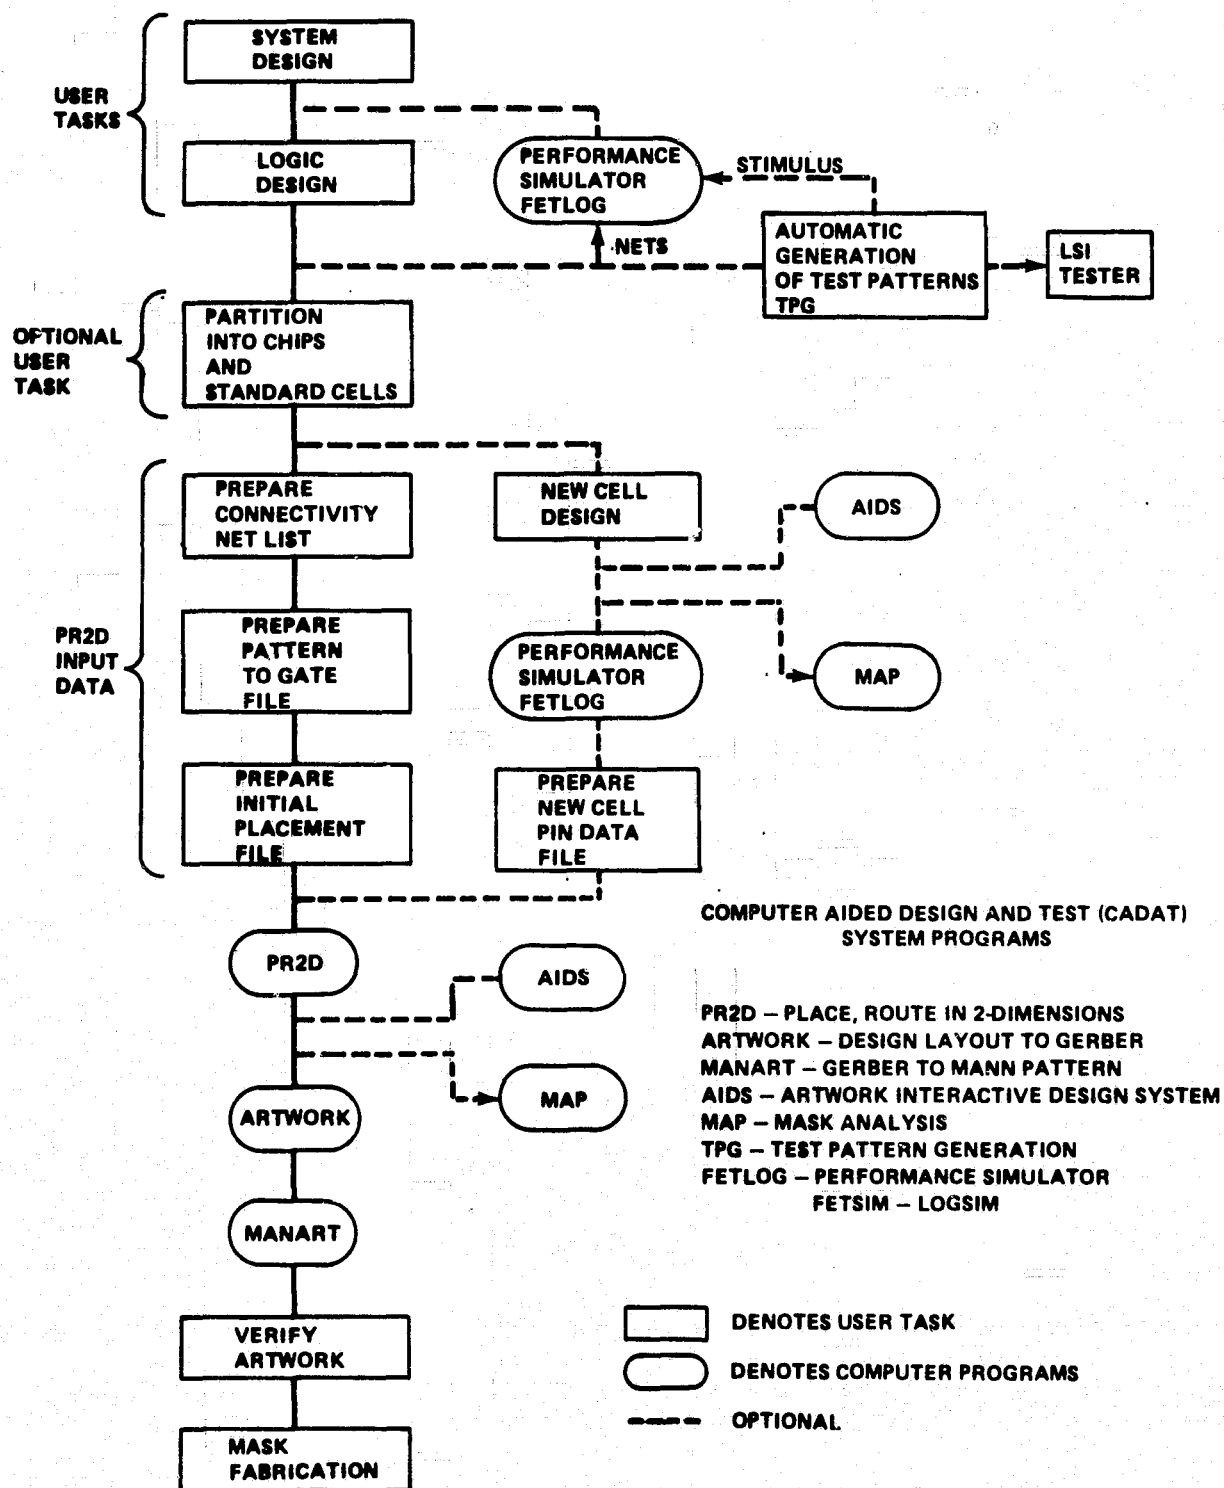 SYSTEM
DESIGN
USER
TASKS
LOGIC
DESIGN
PERFORMANCE
SIMULATOR
FETLOG
STIMULUS
NETS
AUTOMATIC
GENERATION
OF TEST PATTERNS
TPG
LSI
TESTER
OPTIONAL
USER
TASK
PARTITION
INTO CHIPS
AND
STANDARD CELLS
PREPARE
CONNECTIVITY
NET LIST
NEW CELL
DESIGN
AIDS
PR2D
INPUT
DATA
PREPARE
PATTERN
TO GATE
FILE
PERFORMANCE
SIMULATOR
FETLOG
MAP
PREPARE
INITIAL
PLACEMENT
FILE
PREPARE
NEW CELL
PIN DATA
FILE
COMPUTER AIDED DESIGN AND TEST (CADAT)
SYSTEM PROGRAMS
PR2D
AIDS
MAP
ARTWORK
MANART
PR2D – PLACE, ROUTE IN 2-DIMENSIONS
ARTWORK – DESIGN LAYOUT TO GERBER
MANART – GERBER TO MANN PATTERN
AIDS – ARTWORK INTERACTIVE DESIGN SYSTEM
MAP – MASK ANALYSIS
TPG – TEST PATTERN GENERATION
FETLOG – PERFORMANCE SIMULATOR
FETSIM – LOGSIM
VERIFY
ARTWORK
MASK
FABRICATION
DENOTES USER TASK
DENOTES COMPUTER PROGRAMS
OPTIONAL